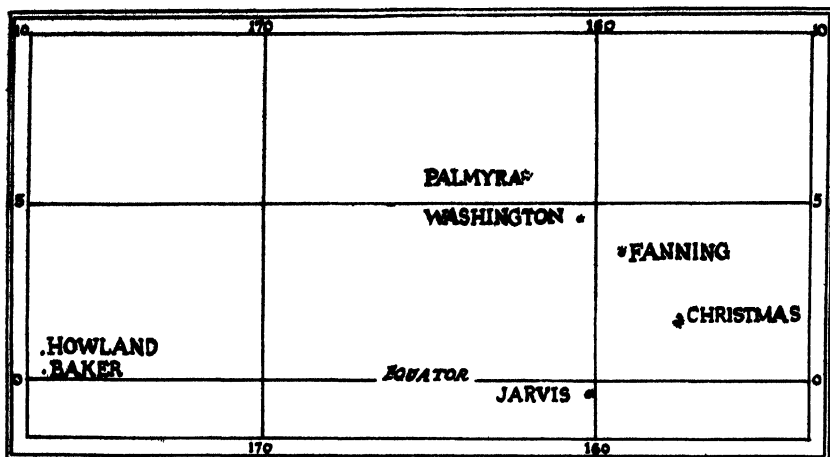 10 170 160 10
PALMYRA
5 5
WASHINGTON
FANNING
CHRISTMAS
HOWLAND
BAKER
0 EQUATOR 0
JARVIS
170 160